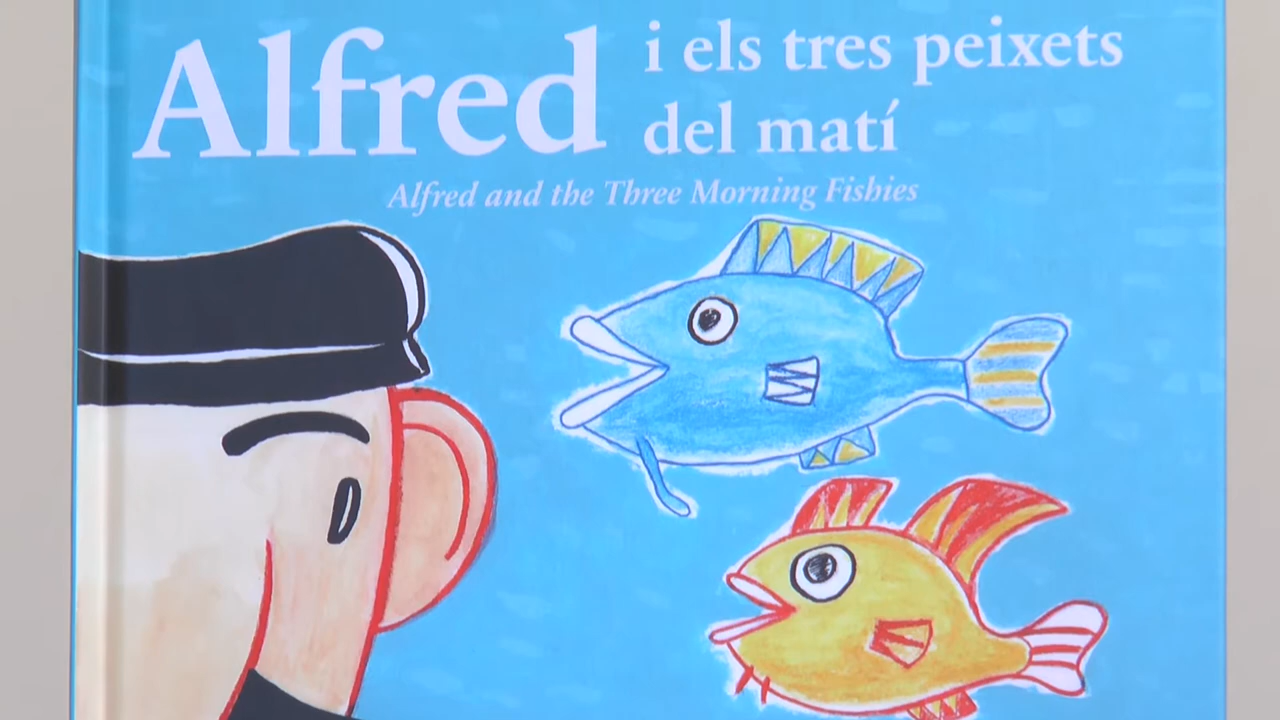 Alfred i els tres peixets
del matí
Alfred and the Three Morning Fishies